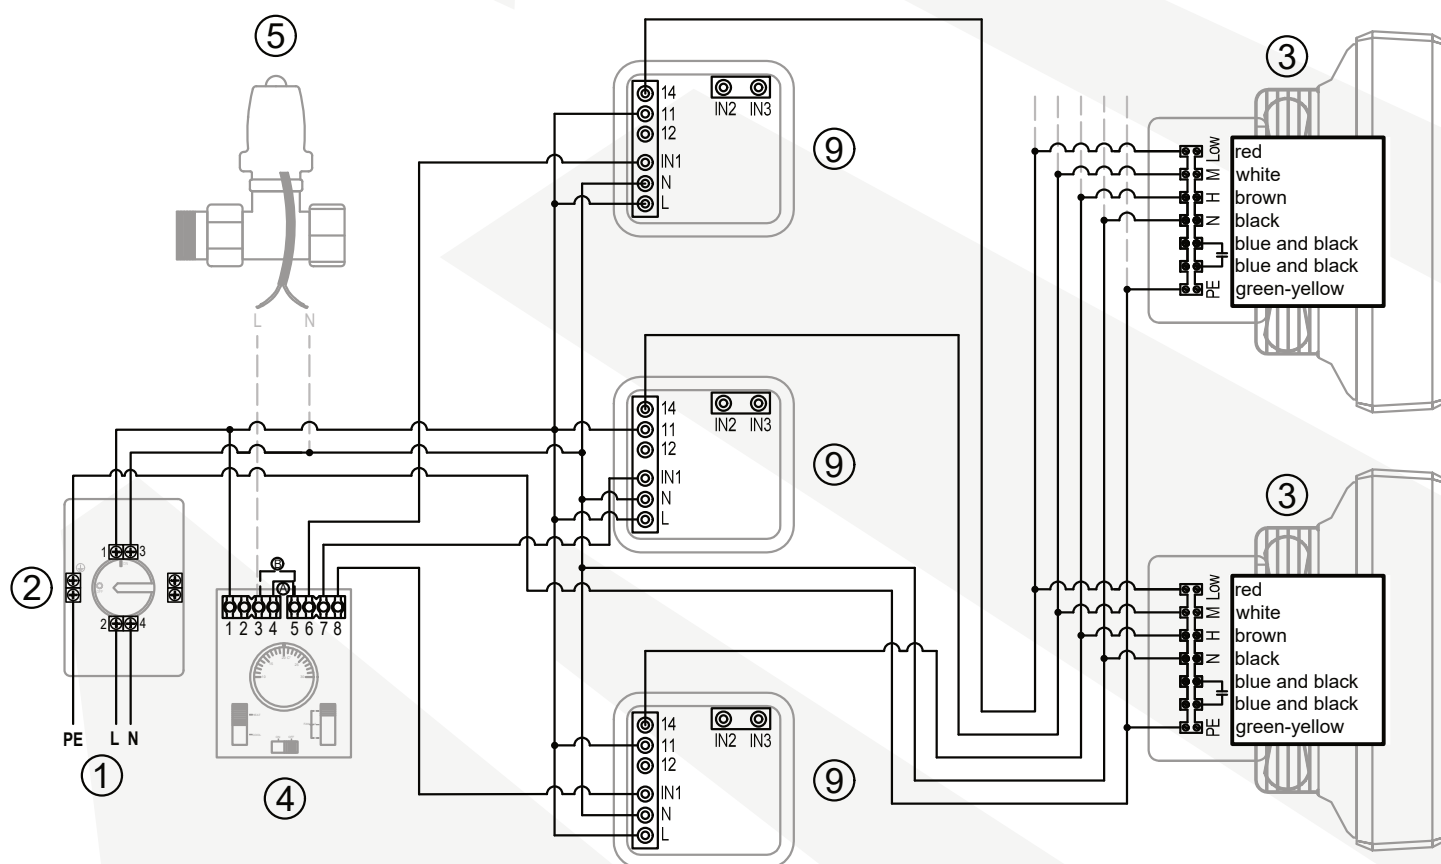 5
3
14
11
12
IN1
N
L
IN2 IN3
9
Low
M
H
N
PE
red
white
brown
black
blue and black
blue and black
green-yellow
L N
14
11
12
IN1
N
L
IN2 IN3
9
3
1 3
2 4
2
B
A
1 2 3 4 5 6 7 8
Low
M
H
N
PE
red
white
brown
black
blue and black
blue and black
green-yellow
PE L N
1
4
14
11
12
IN1
N
L
IN2 IN3
9